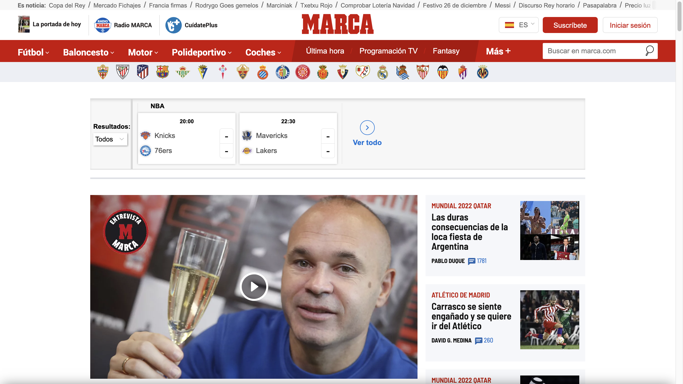 Es noticia: Copa del Rey / Mercado Fichajes / Francia firmas / Rodrygo Goes gemelos / Marciniak / Txetxu Rojo / Comprobar Lotería Navidad / Festivo 26 de diciembre / Messi / Discurso Rey horario / Pasapalabra / Precio
La portada de hoy
Radio MARCA
CuídatePlus
MARCA
ES
Suscríbete
Iniciar sesión
Fútbol
Baloncesto
Motor
Polideportivo
Coches
Última hora
Programación TV
Fantasy
Más +
Buscar en marca.com
Resultados:
Todos
NBA
20:00
Knicks -
76ers -
22:30
Mavericks -
Lakers -
Ver todo
ENTREVISTA
M
MARCA
MUNDIAL 2022 QATAR
Las duras
consecuencias de la
loca fiesta de
Argentina
PABLO DUQUE 1781
ATLÉTICO DE MADRID
Carrasco se siente
engañado y se quiere
ir del Atlético
DAVID G. MEDINA 260
MUNDIAL 2022 QATAR